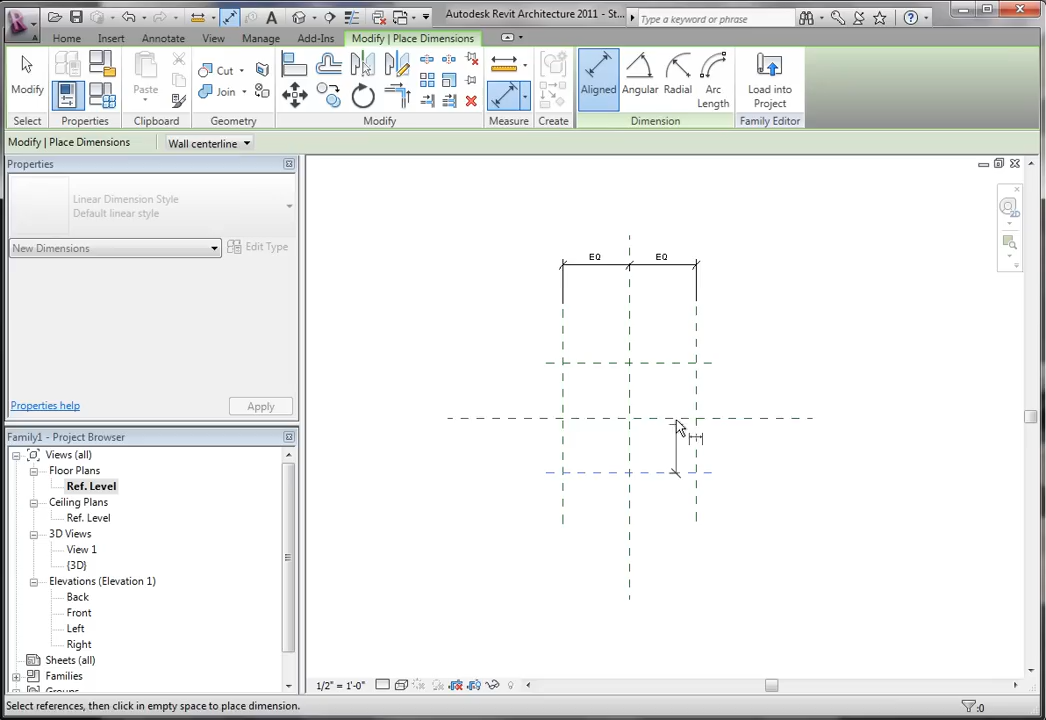 Autodesk Revit Architecture 2011 - St...
Type a keyword or phrase
Home
Insert
Annotate
View
Manage
Add-Ins
Modify | Place Dimensions
Modify
Paste
Cut
Join
Aligned
Angular
Radial
Arc
Length
Load into
Project
Select
Properties
Clipboard
Geometry
Modify
Measure
Create
Dimension
Family Editor
Modify | Place Dimensions
Wall centerline
Properties
Linear Dimension Style
Default linear style
New Dimensions
Edit Type
Properties help
Apply
Family1 - Project Browser
Views (all)
Floor Plans
Ref. Level
Ceiling Plans
Ref. Level
3D Views
View 1
{3D}
Elevations (Elevation 1)
Back
Front
Left
Right
Sheets (all)
Families
Groups
EQ
EQ
2D
1/2" = 1'-0"
Select references, then click in empty space to place dimension.
:0